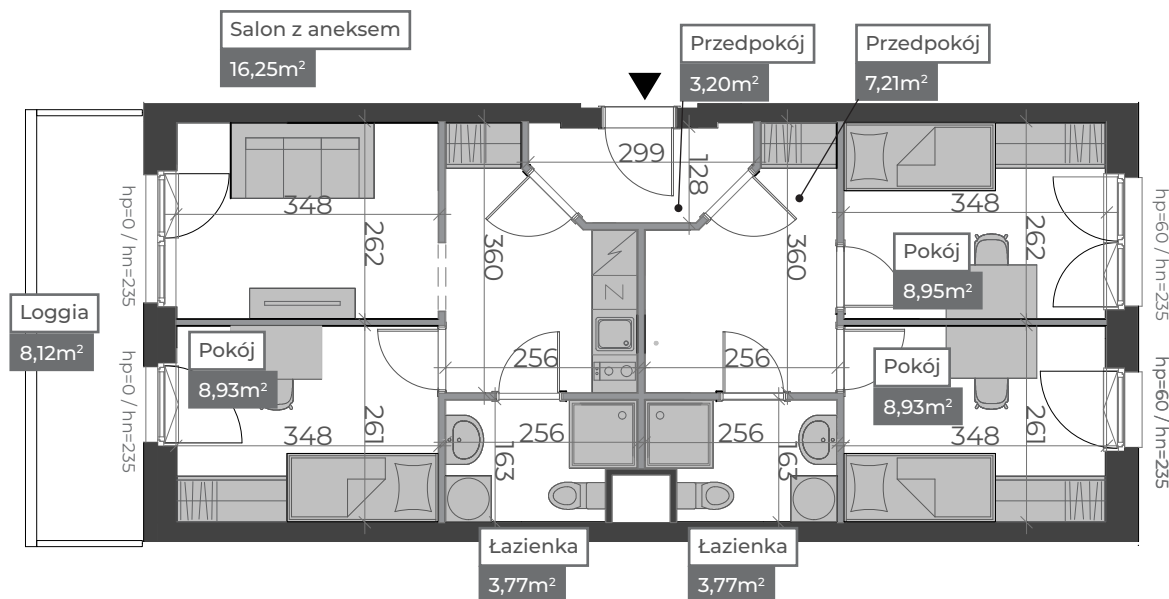 Salon z aneksem
16,25m²
Przedpokój
3,20m²
Przedpokój
7,21m²
299
128
348
262
360
360
348
262
hp=0 / hn=235
hp=60 / hn=235
Pokój
8,95m²
Loggia
8,12m²
Pokój
8,93m²
256
256
Pokój
8,93m²
hp=0 / hn=235
hp=60 / hn=235
348
261
256
163
256
163
348
261
Łazienka
3,77m²
Łazienka
3,77m²